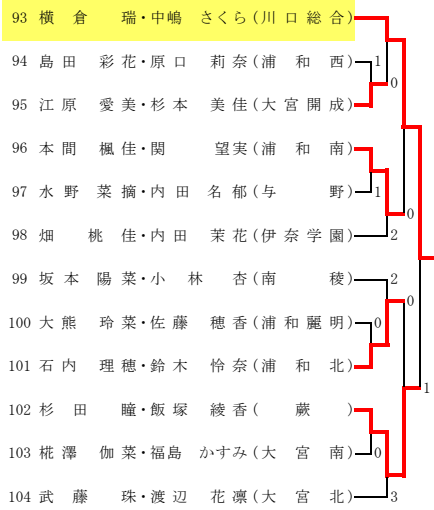 93 横倉 瑞・中嶋 さくら(川口総合)
94 島田 彩花・原口 莉奈(浦和西)
1
0
95 江原 愛美・杉本 美佳(大宮開成)
96 本間 楓佳・関 望実(浦和南)
97 水野 菜摘・内田 名郁(与野)
1
0
98 畑 桃佳・内田 茉花(伊奈学園)
2
99 坂本 陽菜・小林 杏(南稜)
2
0
100 大熊 玲菜・佐藤 穂香(浦和麗明)
0
101 石内 理穂・鈴木 怜奈(浦和北)
1
102 杉田 瞳・飯塚 綾香(蕨)
103 椛澤 伽菜・福島 かすみ(大宮南)
0
104 武藤 珠・渡辺 花凛(大宮北)
3